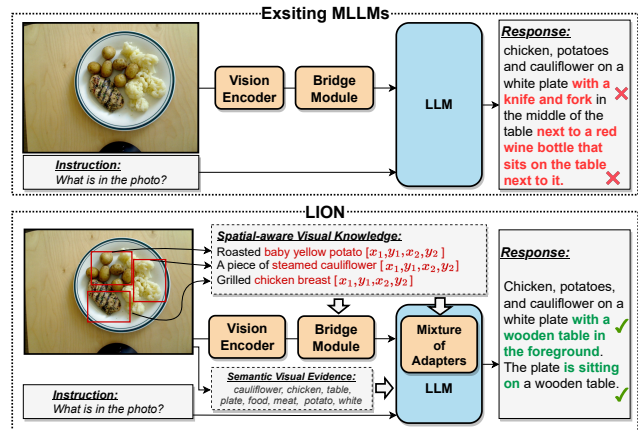 Exsiting MLLMs
Vision
Encoder
Bridge
Module
LLM
Response:
chicken, potatoes
and cauliflower on a
white plate with a
knife and fork in
the middle of the
table next to a red
wine bottle that
sits on the table
next to it.
Instruction:
What is in the photo?
LION
Spatial-aware Visual Knowledge:
Roasted baby yellow potato [x₁,y₁,x₂,y₂]
A piece of steamed cauliflower [x₁,y₁,x₂,y₂]
Grilled chicken breast [x₁,y₁,x₂,y₂]
Vision
Encoder
Bridge
Module
Mixture
of
Adapters
LLM
Semantic Visual Evidence:
cauliflower, chicken, table,
plate, food, meat, potato, white
Instruction:
What is in the photo?
Response:
Chicken, potatoes,
and cauliflower on a
white plate with a
wooden table in
the foreground.
The plate is sitting
on a wooden table.